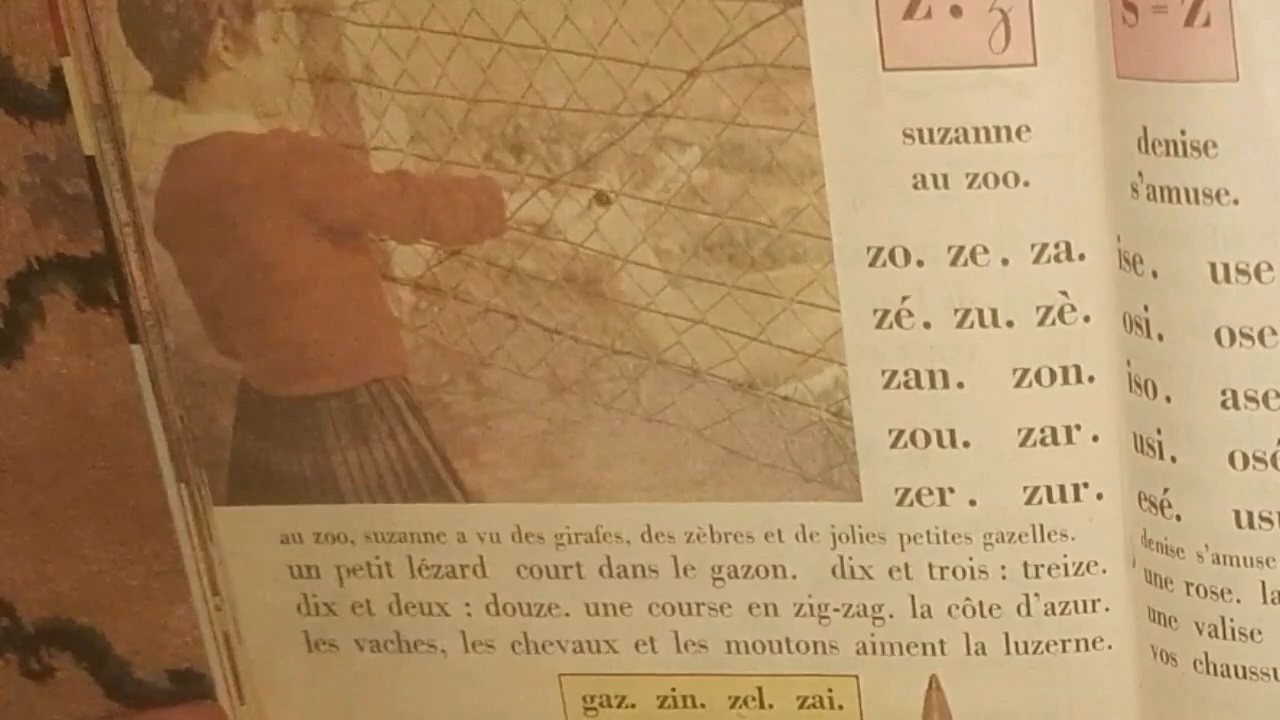 z . z
suzanne
au zoo.
zo. ze. za.
zé. zu. zè.
zan. zon.
zou. zar.
zer. zur.
au zoo, suzanne a vu des girafes, des zèbres et de jolies petites gazelles.
un petit lézard court dans le gazon. dix et trois : treize.
dix et deux : douze. une course en zig-zag. la côte d'azur.
les vaches, les chevaux et les moutons aiment la luzerne.
gaz. zin. zel. zai.
s = z
denise
s'amuse.
ise. use
osi. ose
iso. ase
usi. osé
esé.
denise s'amuse
une rose. la
une valise
vos